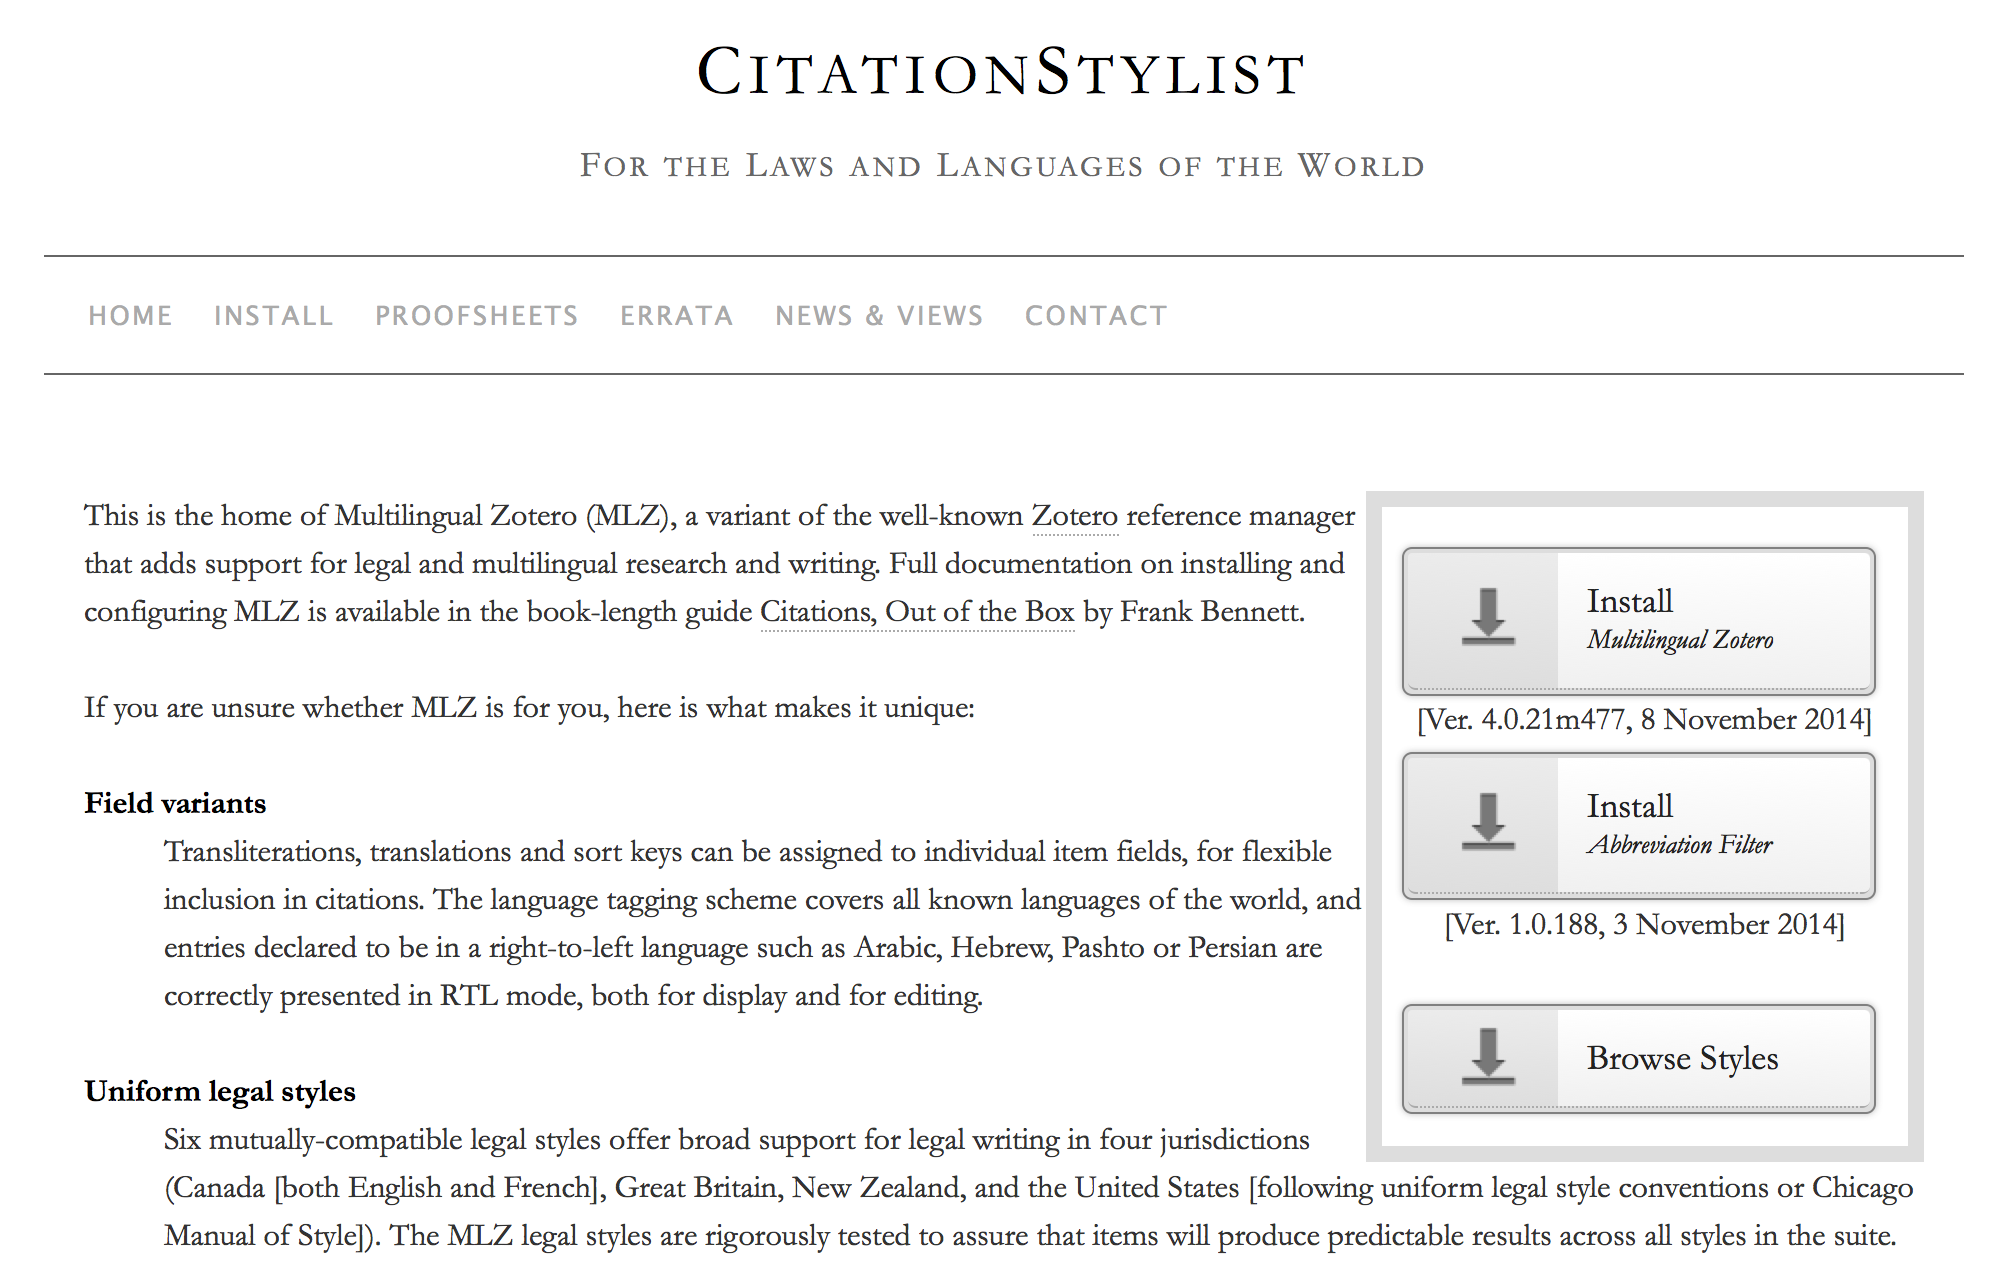 CitationStylist
For the Laws and Languages of the World
HOME INSTALL PROOFSHEETS ERRATA NEWS & VIEWS CONTACT
This is the home of Multilingual Zotero (MLZ), a variant of the well-known Zotero reference manager
that adds support for legal and multilingual research and writing. Full documentation on installing and
configuring MLZ is available in the book-length guide Citations, Out of the Box by Frank Bennett.
If you are unsure whether MLZ is for you, here is what makes it unique:
Field variants
Transliterations, translations and sort keys can be assigned to individual item fields, for flexible
inclusion in citations. The language tagging scheme covers all known languages of the world, and
entries declared to be in a right-to-left language such as Arabic, Hebrew, Pashto or Persian are
correctly presented in RTL mode, both for display and for editing.
Uniform legal styles
Six mutually-compatible legal styles offer broad support for legal writing in four jurisdictions
(Canada [both English and French], Great Britain, New Zealand, and the United States [following uniform legal style conventions or Chicago
Manual of Style]). The MLZ legal styles are rigorously tested to assure that items will produce predictable results across all styles in the suite.
Install
Multilingual Zotero
[Ver. 4.0.21m477, 8 November 2014]
Install
Abbreviation Filter
[Ver. 1.0.188, 3 November 2014]
Browse Styles